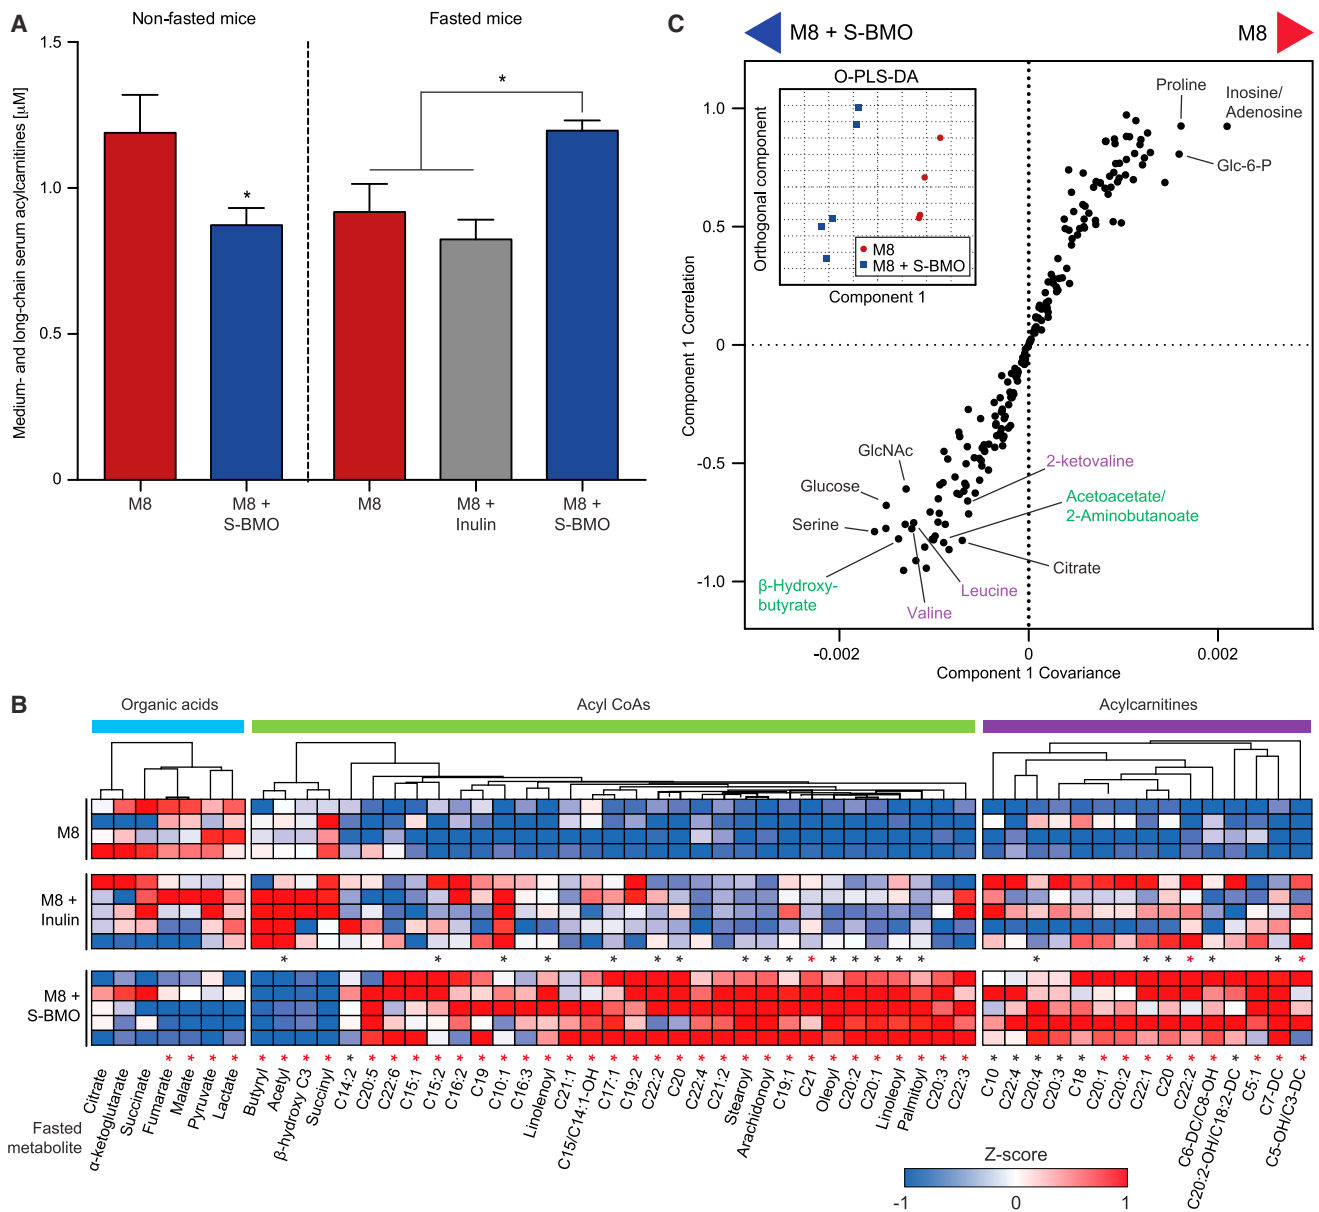 A
Non-fasted mice
Fasted mice
Medium- and long-chain serum acylcarnitines [µM]
1.5
1.0
0.5
0
*
*
M8
M8 +
S-BMO
M8
M8 +
Inulin
M8 +
S-BMO
C
M8 + S-BMO
M8
O-PLS-DA
Orthogonal component
Component 1
M8
M8 + S-BMO
Component 1 Correlation
1.0
0.5
0
-0.5
-1.0
Proline
Inosine/
Adenosine
Glc-6-P
GlcNAc
Glucose
Serine
β-Hydroxy-
butyrate
Valine
Leucine
Citrate
Acetoacetate/
2-Aminobutanoate
2-ketovaline
-0.002
0
0.002
Component 1 Covariance
B
Organic acids
Acyl CoAs
Acylcarnitines
M8
M8 +
Inulin
* * * * * * * * * * * * * * * * * * * * * * *
M8 +
S-BMO
* * * * * * * * * * * * * * * * * * * * * * * * * * * * * * * * * * * * * * * * * * * * * * * * * * * *
Fasted
metabolite
Citrate
α-ketoglutarate
Succinate
Fumarate
Malate
Pyruvate
Lactate
Butyryl
Acetyl
β-hydroxy C3
Succinyl
C14:2
C20:5
C22:6
C15:1
C15:2
C16:2
C19
C10:1
C16:3
Linolenoyl
C21:1
C15/C14:1-OH
C17:1
C19:2
C22:2
C20
C22:4
C21:2
Stearoyl
Arachidonoyl
C19:1
C21
Oleoyl
C20:2
C20:1
Linoleoyl
Palmitoyl
C20:3
C22:3
C10
C22:4
C20:4
C20:3
C18
C20:1
C20:2
C22:1
C20
C22:2
C6-DC/C8-OH
C20:2-OH/C18:2-DC
C5:1
C7-DC
C5-OH/C3-DC
Z-score
-1
0
1